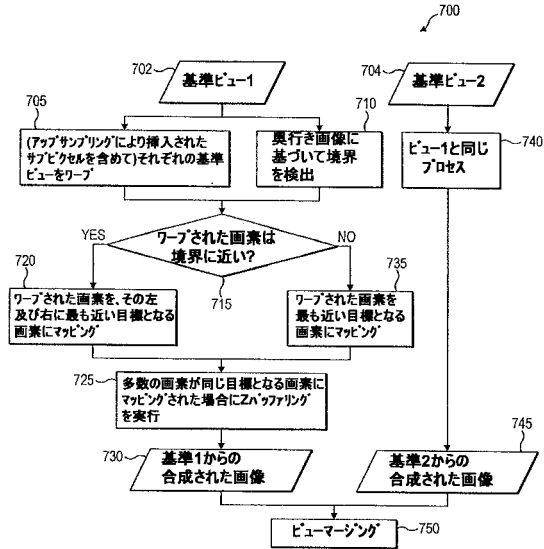 700
702
基準ビュー1
704
基準ビュー2
705
(アップサンプリングにより挿入された
サブピクセルを含めて)それぞれの基準
ビューをワープ
710
奥行き画像に
基づいて境界
を検出
740
ビュー1と同じ
プロセス
YES
ワープされた画素は
境界に近い?
NO
715
720
ワープされた画素を、その左
及び右に最も近い目標となる
画素にマッピング
735
ワープされた画素を
最も近い目標となる
画素にマッピング
725
多数の画素が同じ目標となる画素に
マッピングされた場合にZバッファリング
を実行
730
基準1からの
合成された画像
745
基準2からの
合成された画像
ビューマージング
750